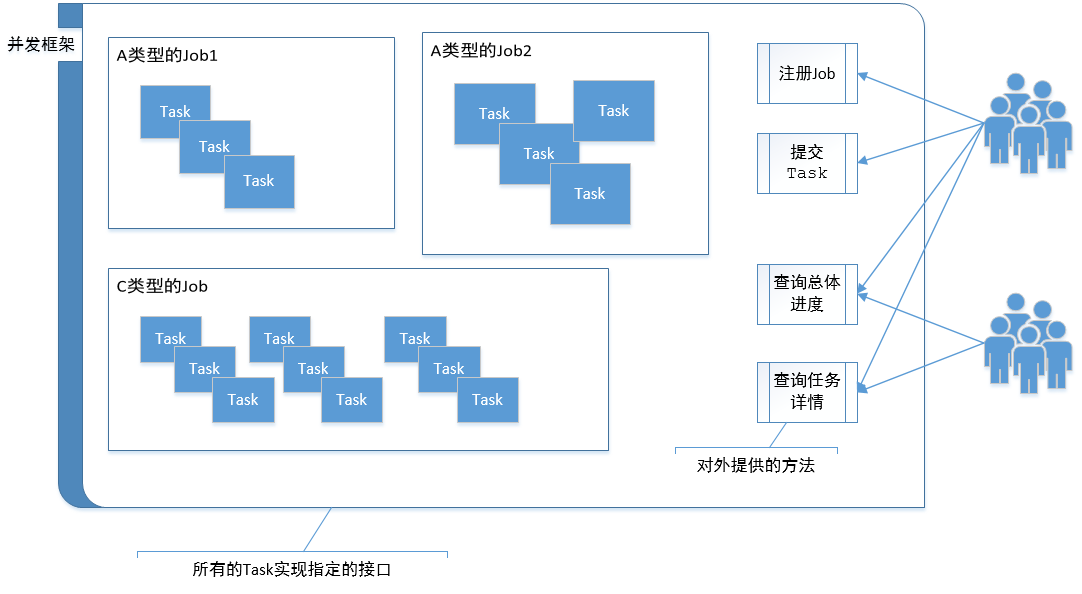 并发框架
A类型的Job1
Task
Task
Task
A类型的Job2
Task
Task
Task
Task
C类型的Job
Task
Task
Task
Task
Task
Task
Task
Task
Task
注册Job
提交
Task
查询总体
进度
查询任务
详情
对外提供的方法
所有的Task实现指定的接口